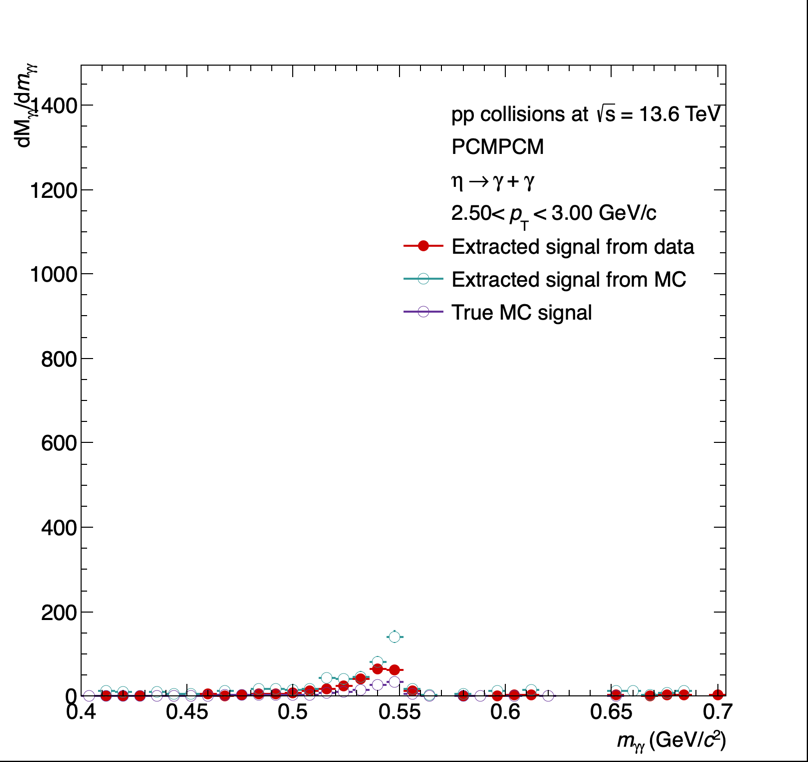 dM_γγ/dm_γγ
1400
1200
1000
800
600
400
200
0
pp collisions at √s = 13.6 TeV
PCMPCM
η → γ + γ
2.50< p_T < 3.00 GeV/c
Extracted signal from data
Extracted signal from MC
True MC signal
0.4 0.45 0.5 0.55 0.6 0.65 0.7
m_γγ (GeV/c²)